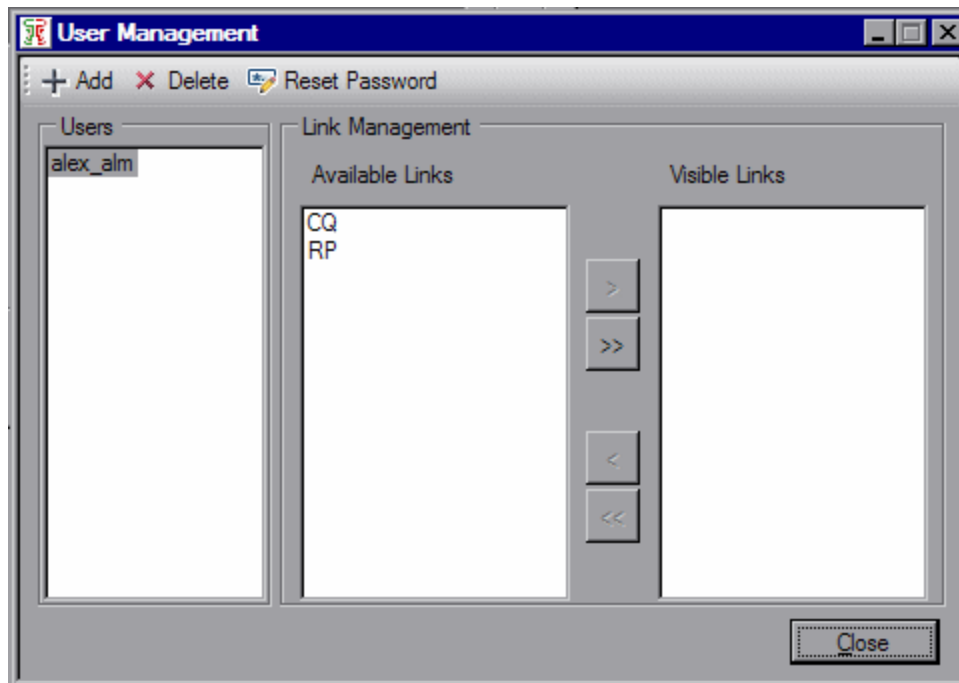 User Management
Add Delete Reset Password
Users
alex_alm
Link Management
Available Links
CQ
RP
>
>>
<
<<
Visible Links
Close